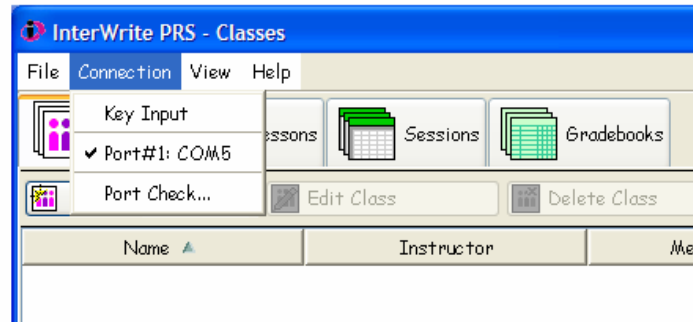 InterWrite PRS - Classes
File Connection View Help
Key Input
✔ Port#1: COM5
Port Check...
essons Sessions Gradebooks
Edit Class Delete Class
Name Instructor Me